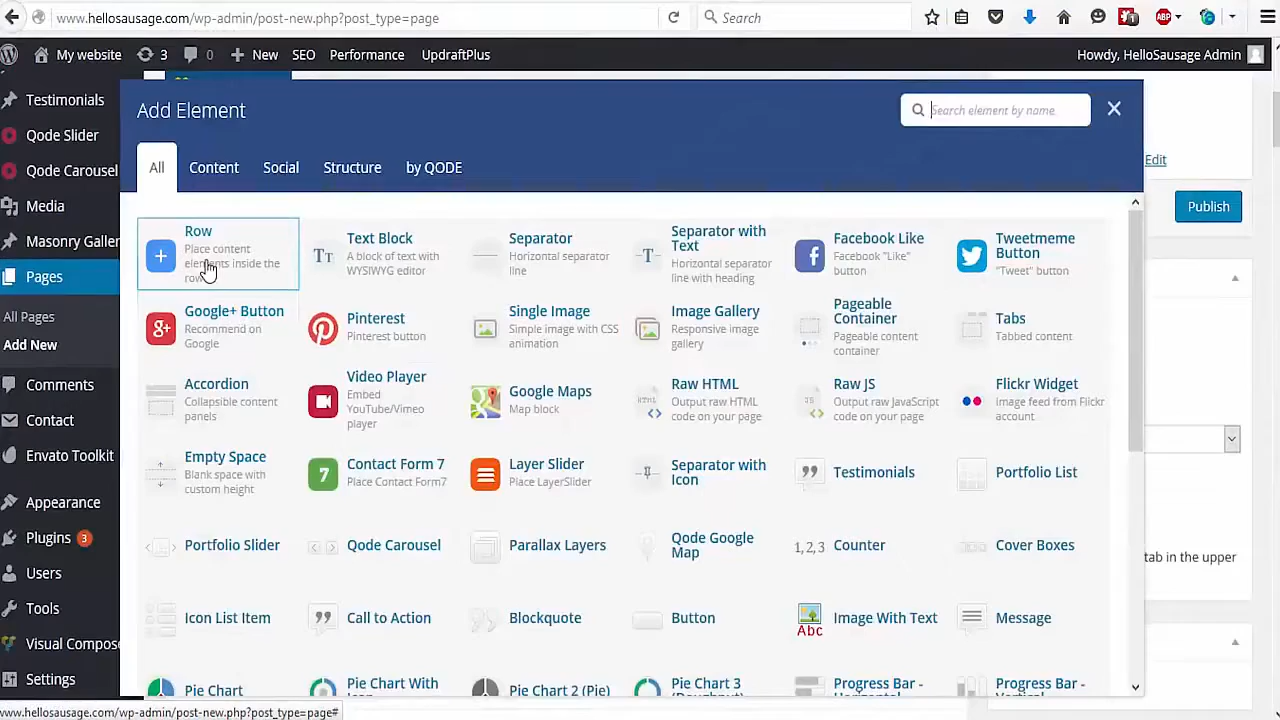 www.hellosausage.com/wp-admin/post-new.php?post_type=page
Search
1
ABP
My website
3
0
New
SEO
Performance
UpdraftPlus
Howdy, HelloSausage Admin
Testimonials
Qode Slider
Qode Carousel
Media
Masonry Galler
Pages
All Pages
Add New
Comments
Contact
Envato Toolkit
Appearance
Plugins 3
Users
Tools
Visual Compos
Settings
Add Element
Search element by name
All
Content
Social
Structure
by QODE
Row
Place content
elements inside the
row
Text Block
A block of text with
WYSIWYG editor
Separator
Horizontal separator
line
Separator with
Text
Horizontal separator
line with heading
Facebook Like
Facebook "Like"
button
Tweetmeme
Button
"Tweet" button
Google+ Button
Recommend on
Google
Pinterest
Pinterest button
Single Image
Simple image with CSS
animation
Image Gallery
Responsive image
gallery
Pageable
Container
Pageable content
container
Tabs
Tabbed content
Accordion
Collapsible content
panels
Video Player
Embed
YouTube/Vimeo
player
Google Maps
Map block
Raw HTML
Output raw HTML
code on your page
Raw JS
Output raw JavaScript
code on your page
Flickr Widget
Image feed from Flickr
account
Empty Space
Blank space with
custom height
Contact Form 7
Place Contact Form7
Layer Slider
Place LayerSlider
Separator with
Icon
Testimonials
Portfolio List
Portfolio Slider
Qode Carousel
Parallax Layers
Qode Google
Map
1,2,3
Counter
Cover Boxes
Icon List Item
Call to Action
Blockquote
Button
Abc
Image With Text
Message
Pie Chart
Pie Chart With
Pie Chart 2 (Pie)
Pie Chart 3
Progress Bar -
Progress Bar -
Edit
Publish
tab in the upper
www.hellosausage.com/wp-admin/post-new.php?post_type=page#